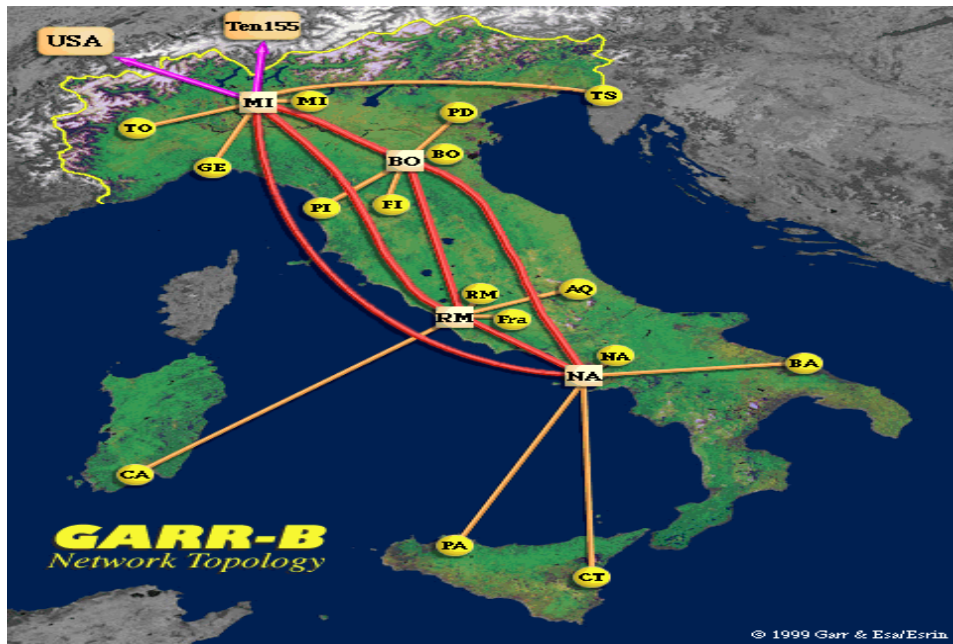 Ten155
USA
TS
MI
MI
PD
TO
BO
BO
GE
FI
PI
AQ
RM
RM
Fra
NA
BA
NA
CA
GARR-B
Network Topology
PA
CT
© 1999 Garr & Esa/Esrin